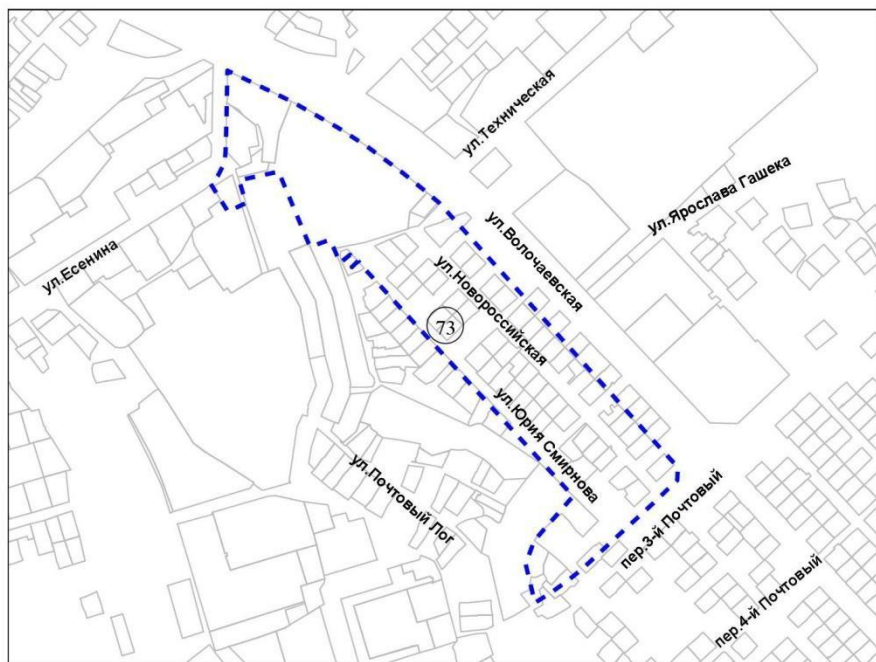 ул.Техническая
ул.Ярослава Гашека
ул.Волочаевская
ул.Есенина
ул.Новороссийская
73
ул.Юрия Смирнова
ул.Почтовый Лог
пер.3-й Почтовый
пер.4-й Почтовый